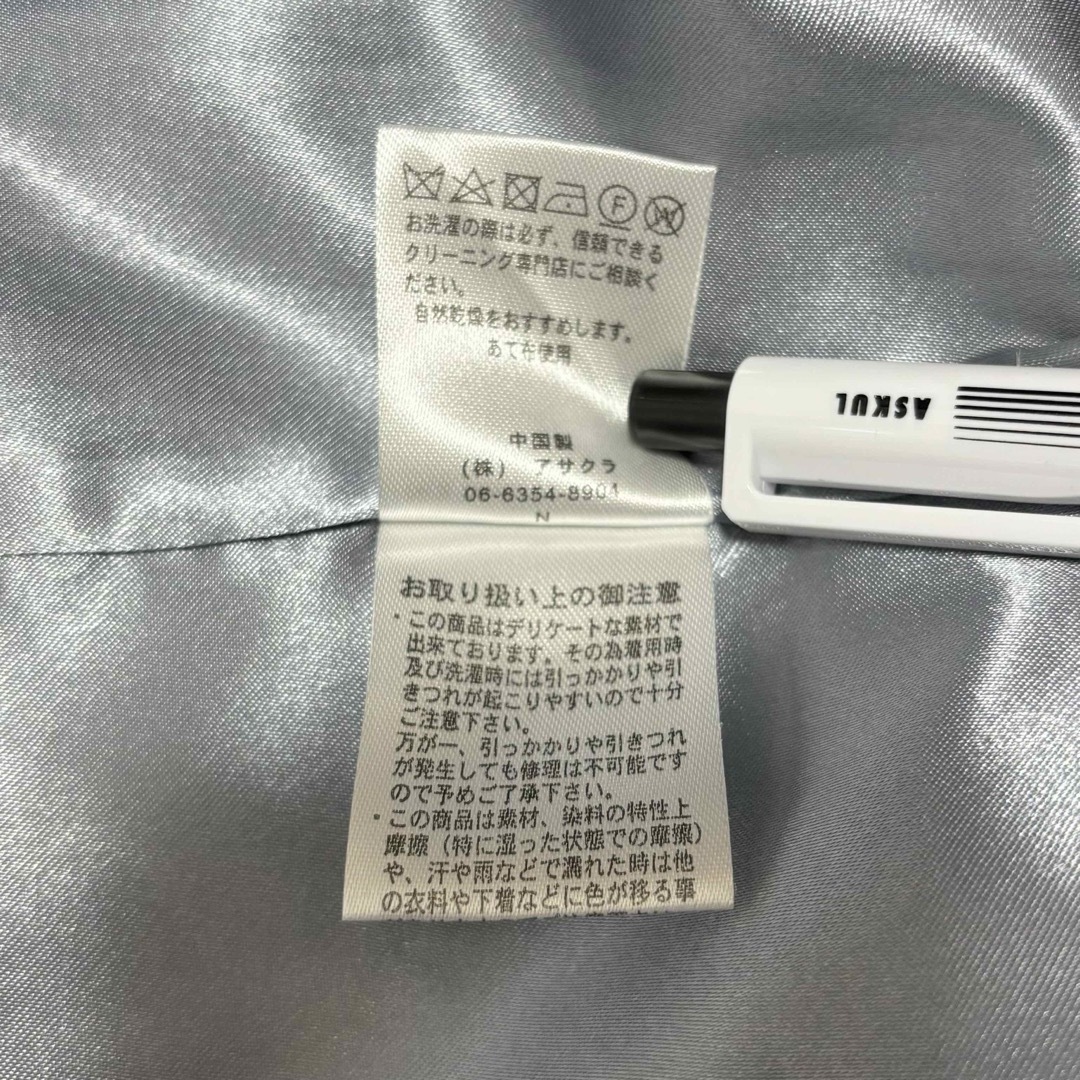 F W
お洗濯の際は必ず、信頼できる
クリーニング専門店にご相談く
ださい。
自然乾燥をおすすめします。
あて布使用
中国製
(株) アサクラ
06-6354-8904
N
ASKUL
お取り扱い上の御注意
・この商品はデリケートな素材で
出来ております。その為着用時
及び洗濯時には引っかかりや引
きつれが起こりやすいので十分
ご注意下さい。
万が一、引っかかりや引きつれ
が発生しても修理は不可能です
ので予めご了承下さい。
・この商品は素材、染料の特性上
摩擦(特に湿った状態での摩擦)
や、汗や雨などで濡れた時は他
の衣料や下着などに色が移る事